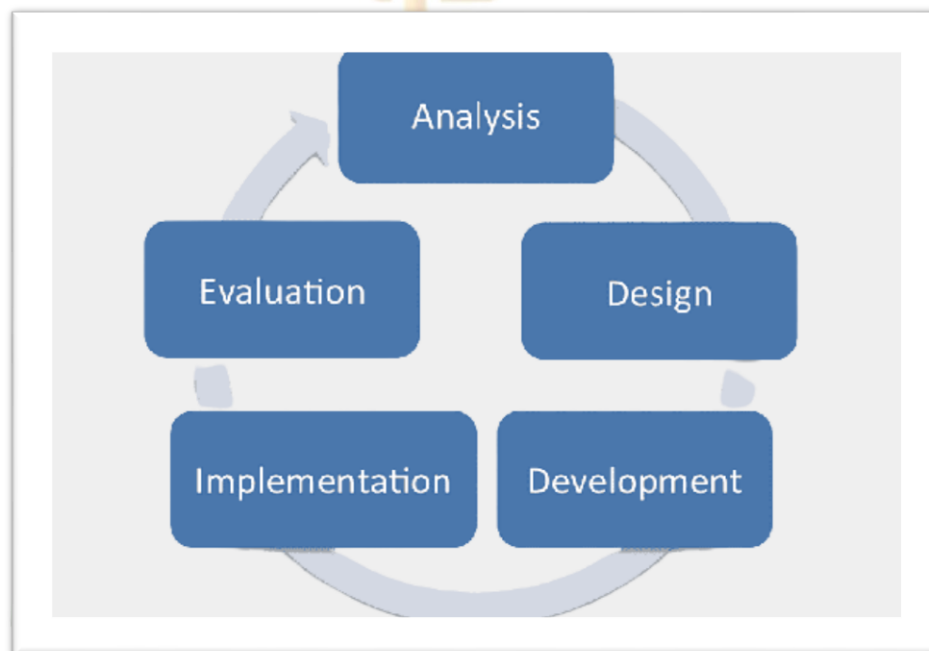 Analysis
Design
Development
Implementation
Evaluation